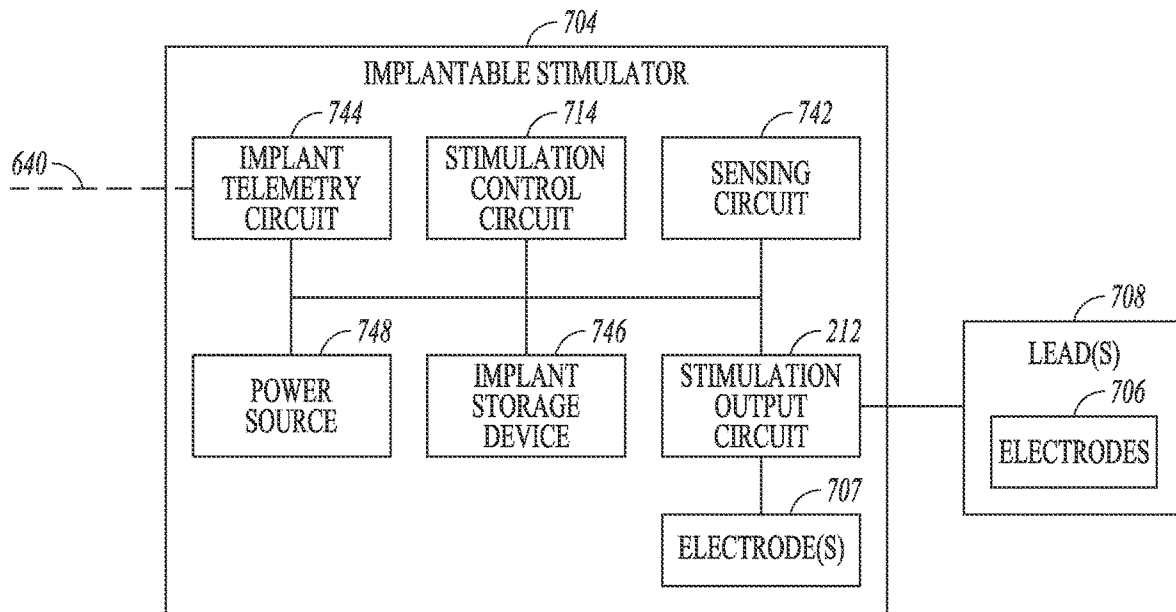 704
IMPLANTABLE STIMULATOR
744
714
742
640
IMPLANT
TELEMETRY
CIRCUIT
STIMULATION
CONTROL
CIRCUIT
SENSING
CIRCUIT
708
748
746
212
LEAD(S)
POWER
SOURCE
IMPLANT
STORAGE
DEVICE
STIMULATION
OUTPUT
CIRCUIT
706
ELECTRODES
707
ELECTRODE(S)